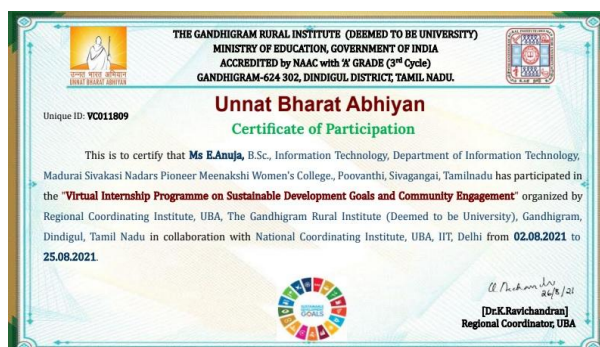 THE GANDHIGRAM RURAL INSTITUTE (DEEMED TO BE UNIVERSITY)
MINISTRY OF EDUCATION, GOVERNMENT OF INDIA
ACCREDITED by NAAC with 'A' GRADE (3rd Cycle)
GANDHIGRAM-624 302, DINDIGUL DISTRICT, TAMIL NADU.
उन्नत भारत अभियान
UNNAT BHARAT ABHIYAN
Unnat Bharat Abhiyan
Unique ID: VC011809
Certificate of Participation
This is to certify that Ms E.Anuja, B.Sc., Information Technology, Department of Information Technology,
Madurai Sivakasi Nadars Pioneer Meenakshi Women's College., Poovanthi, Sivagangai, Tamilnadu has participated in
the "Virtual Internship Programme on Sustainable Development Goals and Community Engagement" organized by
Regional Coordinating Institute, UBA, The Gandhigram Rural Institute (Deemed to be University), Gandhigram,
Dindigul, Tamil Nadu in collaboration with National Coordinating Institute, UBA, IIT, Delhi from 02.08.2021 to
25.08.2021.
SUSTAINABLE
DEVELOPMENT
GOALS
26/8/21
[Dr.K.Ravichandran]
Regional Coordinator, UBA